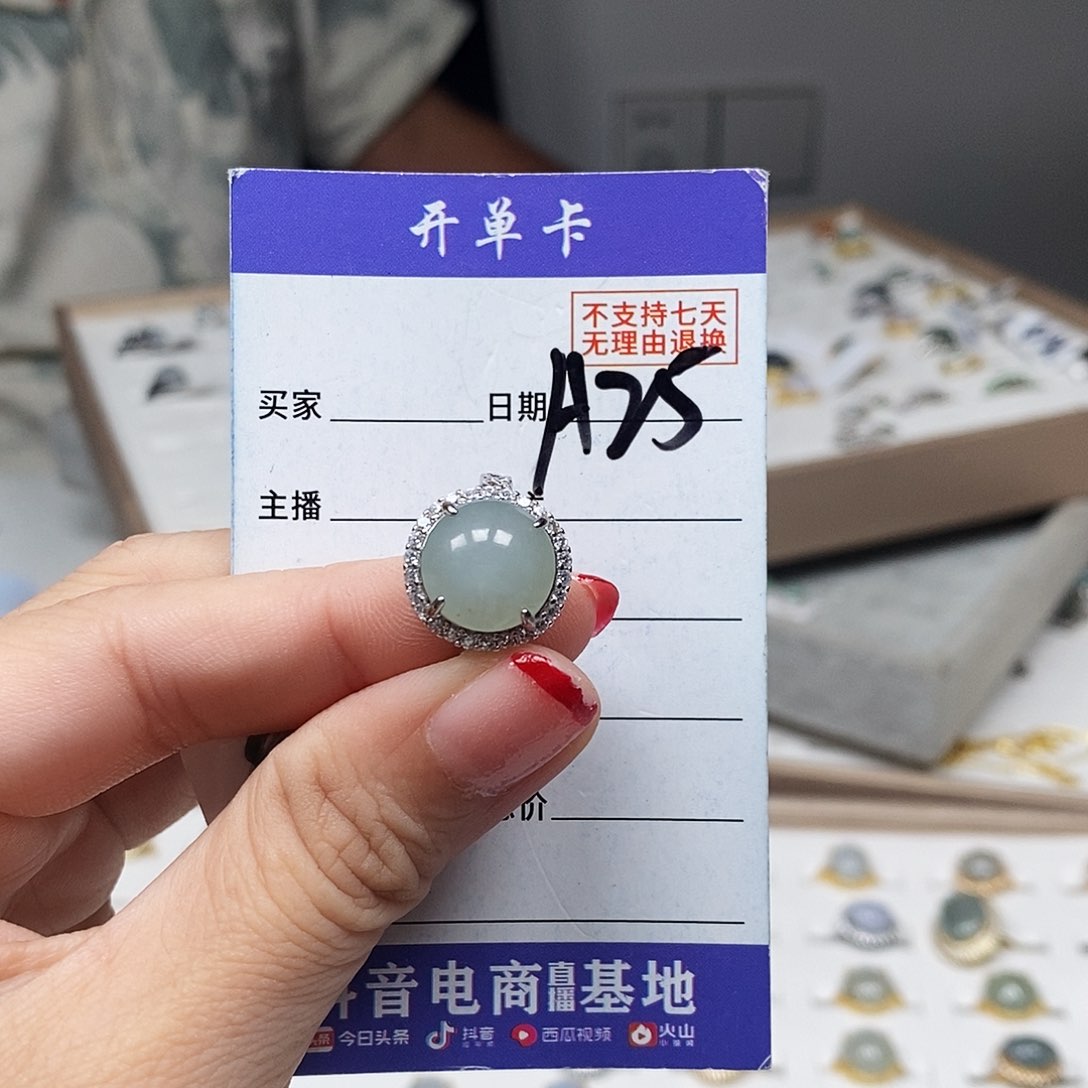 开单卡
不支持七天
无理由退换
买家 日期
A75
主播
价
音电商直播基地
今日头条 抖音 西瓜视频 火山